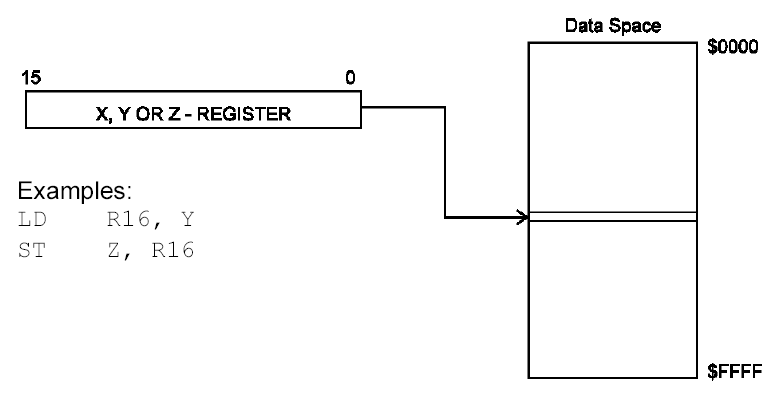 Data Space
$0000
15 0
X, Y OR Z - REGISTER
Examples:
LD R16, Y
ST Z, R16
$FFFF